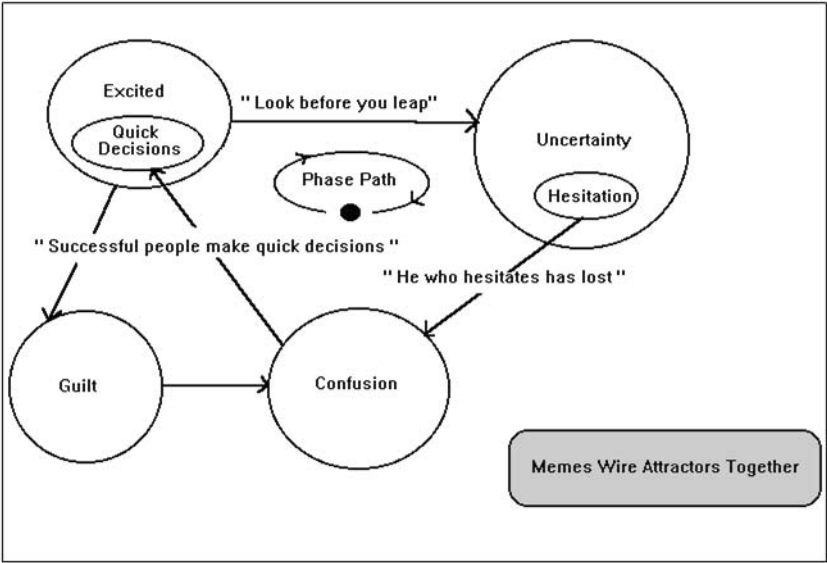 Excited
Quick
Decisions
" Look before you leap"
Uncertainty
Hesitation
Phase Path
" Successful people make quick decisions "
" He who hesitates has lost "
Guilt
Confusion
Memes Wire Attractors Together